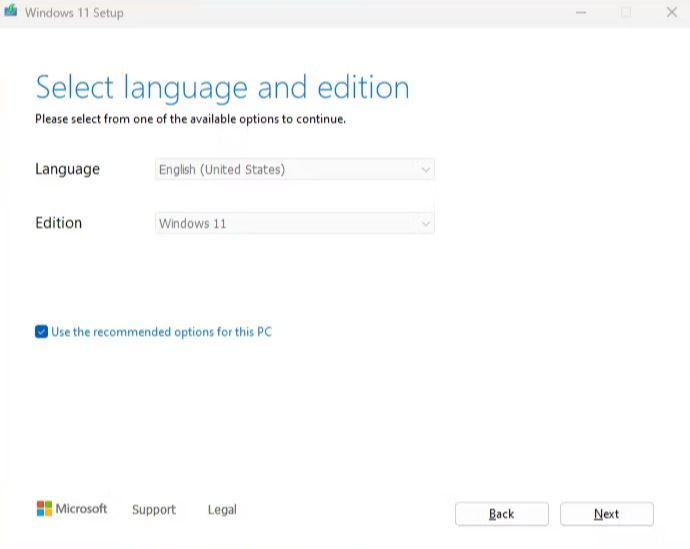 Windows 11 Setup
Select language and edition
Please select from one of the available options to continue.
Language English (United States)
Edition Windows 11
Use the recommended options for this PC
Microsoft Support Legal Back Next